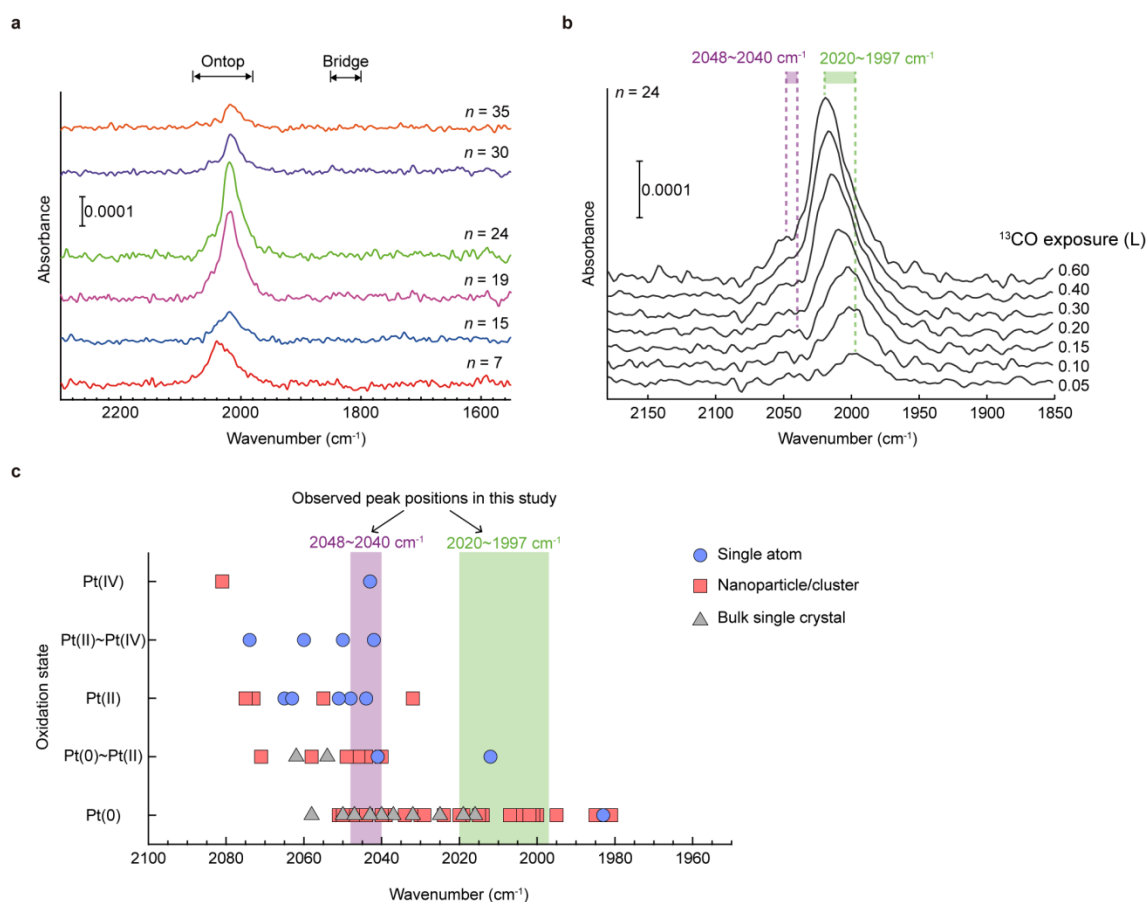 a
Ontop
Bridge
n = 35
n = 30
0.0001
n = 24
n = 19
n = 15
n = 7
Absorbance
2200
2000
1800
1600
Wavenumber (cm⁻¹)
b
2048~2040 cm⁻¹
2020~1997 cm⁻¹
n = 24
0.0001
¹³CO exposure (L)
0.60
0.40
0.30
0.20
0.15
0.10
0.05
Absorbance
2150
2100
2050
2000
1950
1900
1850
Wavenumber (cm⁻¹)
c
Observed peak positions in this study
2048~2040 cm⁻¹
2020~1997 cm⁻¹
Pt(IV)
Pt(II)~Pt(IV)
Pt(II)
Pt(0)~Pt(II)
Pt(0)
Oxidation state
2100
2080
2060
2040
2020
2000
1980
1960
Wavenumber (cm⁻¹)
Single atom
Nanoparticle/cluster
Bulk single crystal